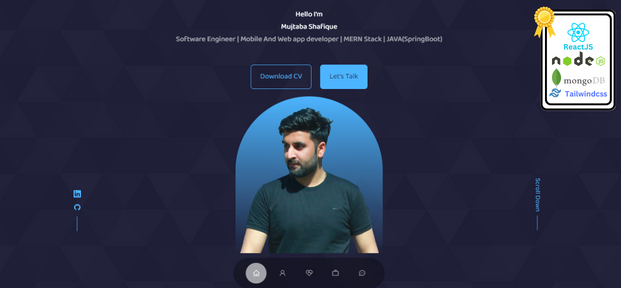 Hello I'm
Mujtaba Shafique
Software Engineer | Mobile And Web app developer | MERN Stack | JAVA(SpringBoot)
Download CV
Let's Talk
ReactJS
node
JS
mongoDB
Tailwindcss
Scroll Down